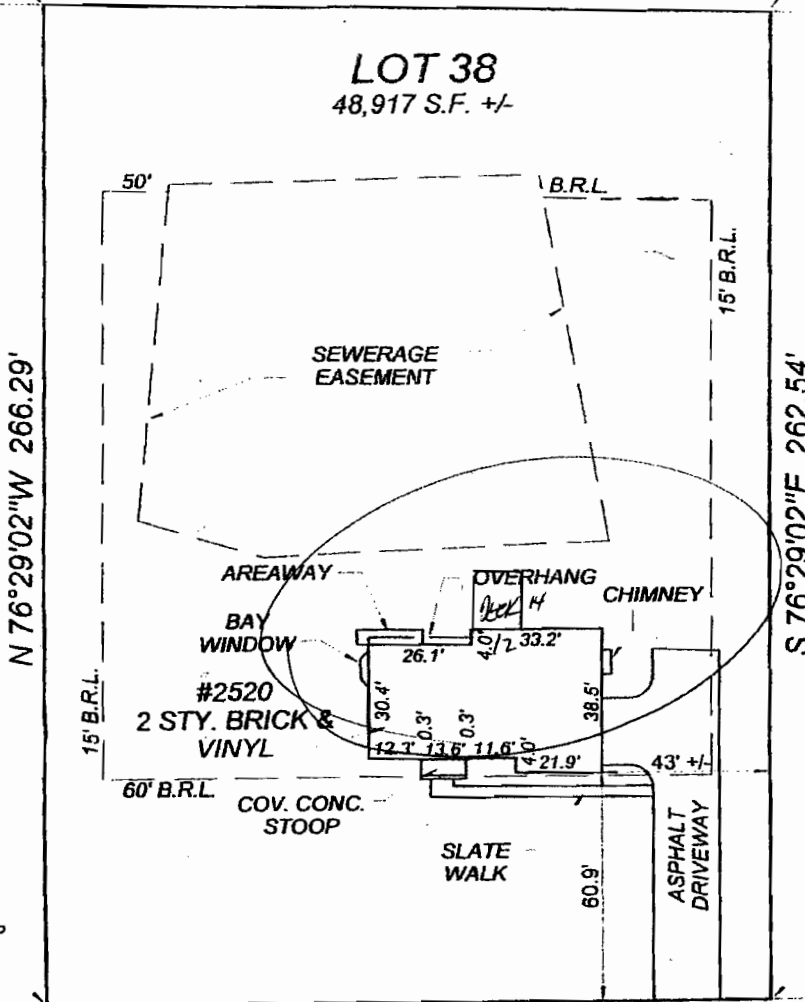 LOT 38
48,917 S.F. +/-
50'
B.R.L.
15' B.R.L.
SEWERAGE
EASEMENT
N 76°29'02"W 266.29'
S 76°29'02"E 262.54'
AREAWAY
OVERHANG
Deck 14
CHIMNEY
BAY
WINDOW
26.1'
4.0'
12
33.2'
#2520
2 STY. BRICK &
VINYL
30.4'
0.3'
0.3'
38.5'
15' B.R.L.
12.3'
13.6'
11.6'
4.0'
21.9'
43' +/-
60' B.R.L.
COV. CONC.
STOOP
SLATE
WALK
60.9'
ASPHALT
DRIVEWAY